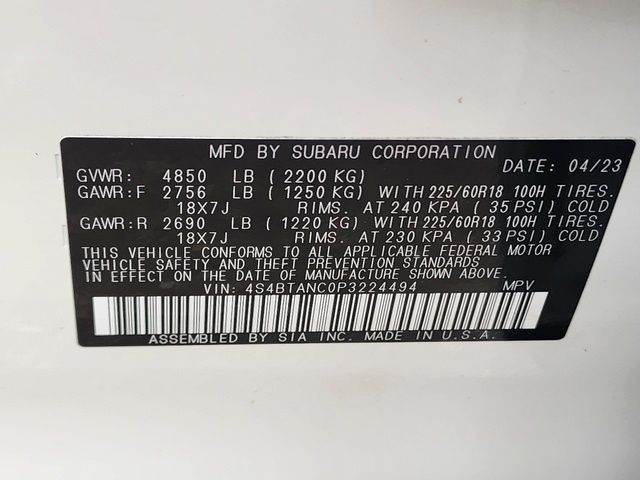 MFD BY SUBARU CORPORATION DATE: 04/23
GVWR: 4850 LB (2200 KG)
GAWR:F 2756 LB (1250 KG) WITH 225/60R18 100H TIRES.
18X7J RIMS. AT 240 KPA (35 PSI) COLD
GAWR:R 2690 LB (1220 KG) WITH 225/60R18 100H TIRES.
18X7J RIMS. AT 230 KPA (33 PSI) COLD
THIS VEHICLE CONFORMS TO ALL APPLICABLE FEDERAL MOTOR
VEHICLE SAFETY AND THEFT PREVENTION STANDARDS
IN EFFECT ON THE DATE OF MANUFACTURE SHOWN ABOVE.
VIN: 4S4BTANC0P3224494 MPV
ASSEMBLED BY SIA INC. MADE IN U.S.A.